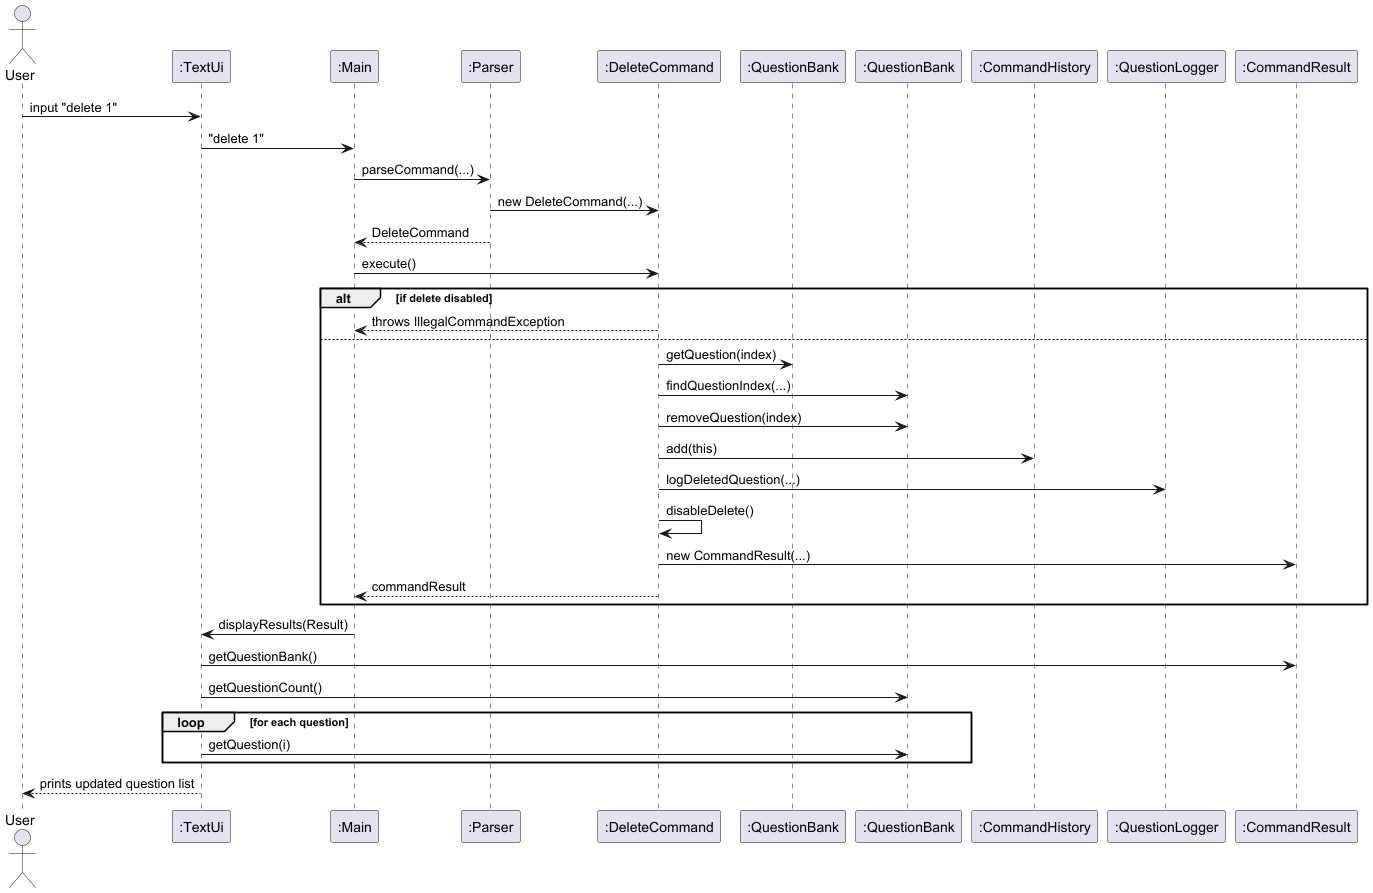 User
:TextUi
:Main
:Parser
:DeleteCommand
:QuestionBank
:QuestionBank
:CommandHistory
:QuestionLogger
:CommandResult
input "delete 1"
"delete 1"
parseCommand(...)
new DeleteCommand(...)
DeleteCommand
execute()
alt
[if delete disabled]
throws IllegalCommandException
getQuestion(index)
findQuestionIndex(...)
removeQuestion(index)
add(this)
logDeletedQuestion(...)
disableDelete()
new CommandResult(...)
commandResult
displayResults(Result)
getQuestionBank()
getQuestionCount()
loop
[for each question]
getQuestion(i)
prints updated question list
User
:TextUi
:Main
:Parser
:DeleteCommand
:QuestionBank
:QuestionBank
:CommandHistory
:QuestionLogger
:CommandResult